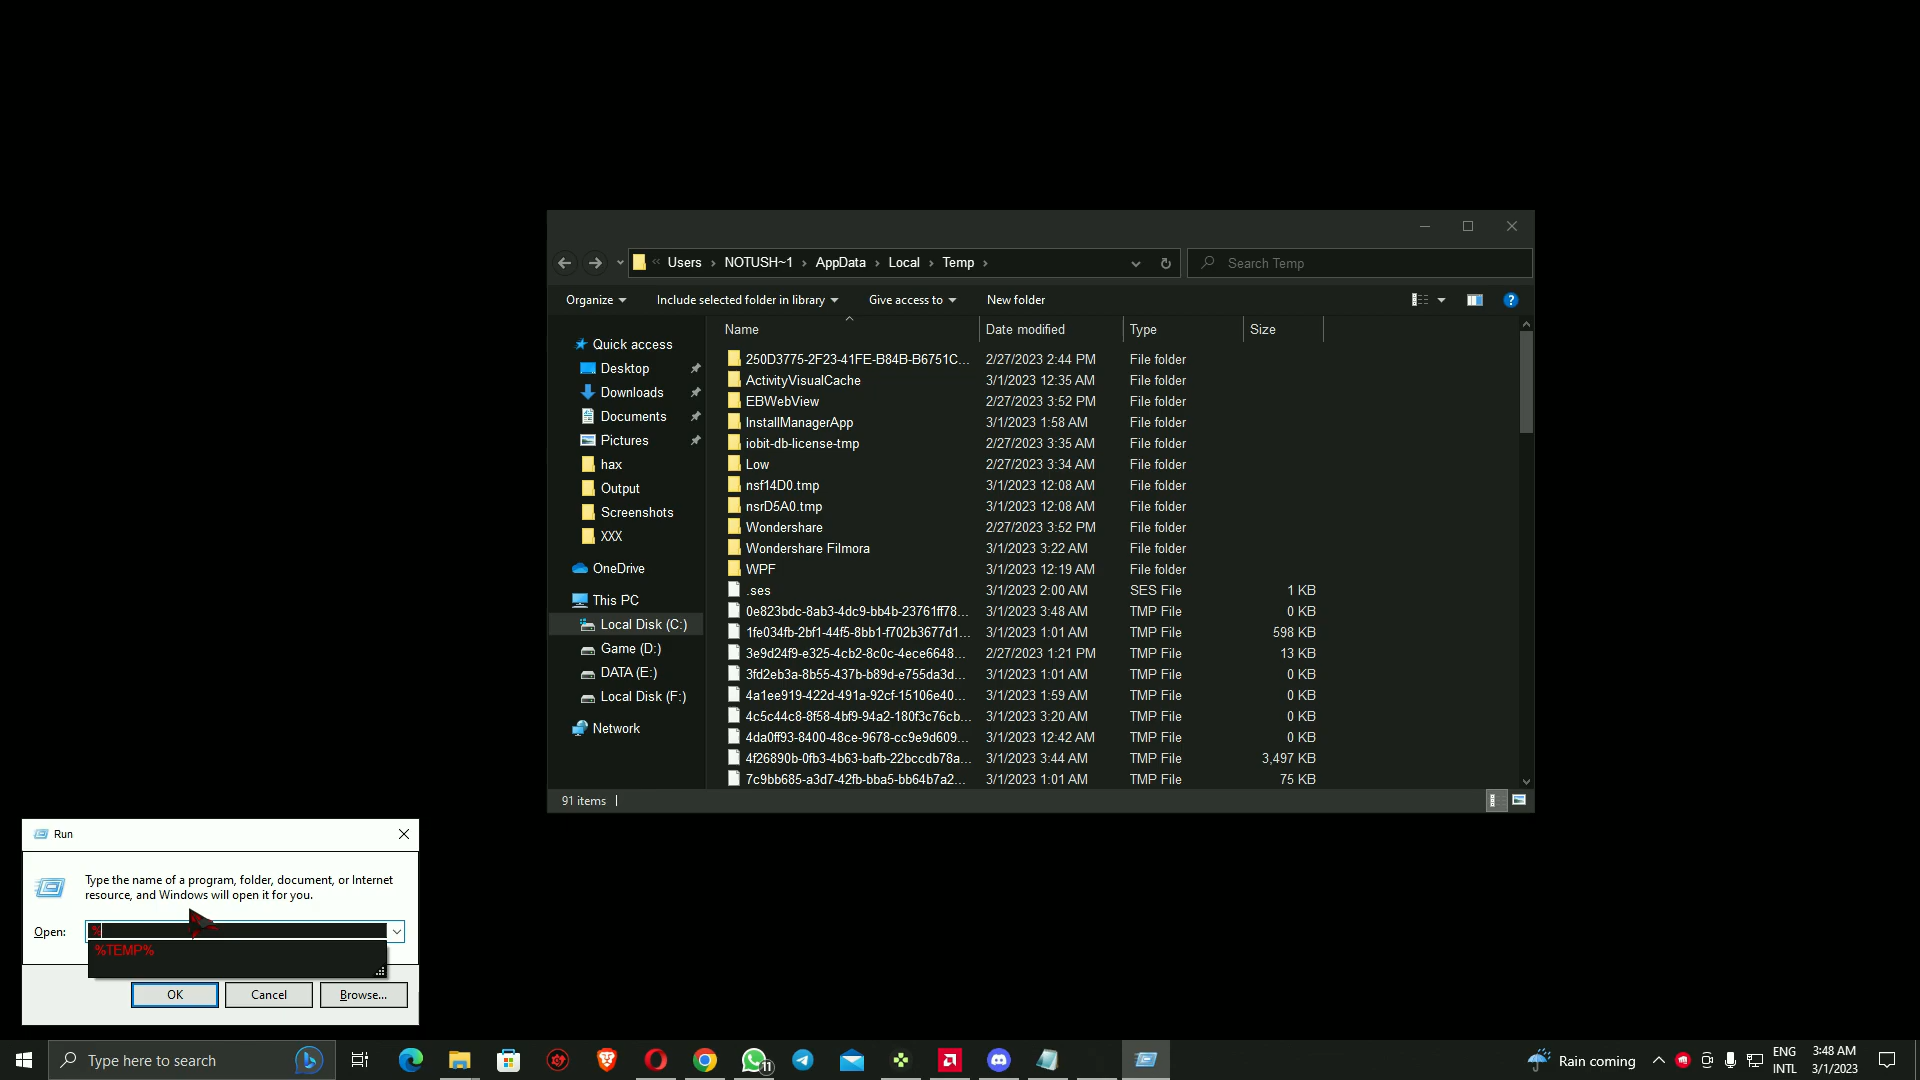 Users › NOTUSH~1 › AppData › Local › Temp ›
Search Temp
Organize
Include selected folder in library
Give access to
New folder
?
Name Date modified Type Size
Quick access
Desktop
Downloads
Documents
Pictures
hax
Output
Screenshots
XXX
OneDrive
This PC
Local Disk (C:)
Game (D:)
DATA (E:)
Local Disk (F:)
Network
250D3775-2F23-41FE-B84B-B6751C... 2/27/2023 2:44 PM File folder
ActivityVisualCache 3/1/2023 12:35 AM File folder
EBWebView 2/27/2023 3:52 PM File folder
InstallManagerApp 3/1/2023 1:58 AM File folder
iobit-db-license-tmp 2/27/2023 3:35 AM File folder
Low 2/27/2023 3:34 AM File folder
nsf14D0.tmp 3/1/2023 12:08 AM File folder
nsrD5A0.tmp 3/1/2023 12:08 AM File folder
Wondershare 2/27/2023 3:52 PM File folder
Wondershare Filmora 3/1/2023 3:22 AM File folder
WPF 3/1/2023 12:19 AM File folder
.ses 3/1/2023 2:00 AM SES File 1 KB
0e823bdc-8ab3-4dc9-bb4b-23761ff78... 3/1/2023 3:48 AM TMP File 0 KB
1fe034fb-2bf1-44f5-8bb1-f702b3677d1... 3/1/2023 1:01 AM TMP File 598 KB
3e9d24f9-e325-4cb2-8c0c-4ece6648... 2/27/2023 1:21 PM TMP File 13 KB
3fd2eb3a-8b55-437b-b89d-e755da3d... 3/1/2023 1:01 AM TMP File 0 KB
4a1ee919-422d-491a-92cf-15106e40... 3/1/2023 1:59 AM TMP File 0 KB
4c5c44c8-8f58-4bf9-94a2-180f3c76cb... 3/1/2023 3:20 AM TMP File 0 KB
4da0ff93-8400-48ce-9678-cc9e9d609... 3/1/2023 12:42 AM TMP File 0 KB
4f26890b-0fb3-4b63-bafb-22bccdb78a... 3/1/2023 3:44 AM TMP File 3,497 KB
7c9bb685-a3d7-42fb-bba5-bb64b7a2... 3/1/2023 1:01 AM TMP File 75 KB
91 items
Run
Type the name of a program, folder, document, or Internet
resource, and Windows will open it for you.
Open: %
%TEMP%
OK
Cancel
Browse...
Type here to search
11
Rain coming
ENG
INTL
3:48 AM
3/1/2023